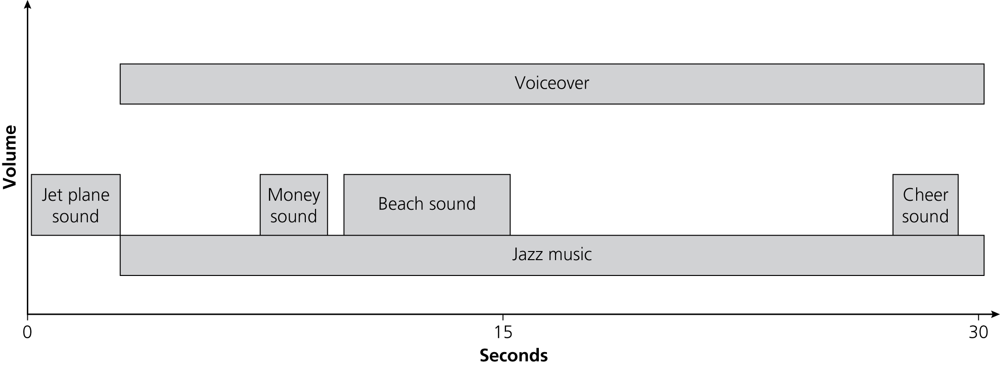 Volume
Voiceover
Jet plane
sound
Money
sound
Beach sound
Cheer
sound
Jazz music
0
15
30
Seconds